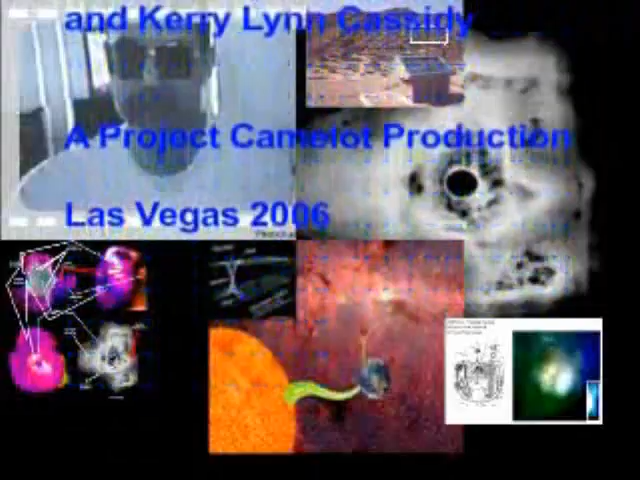 and Kerry Lynn Cassidy
A Project Camelot Production
Las Vegas 2006